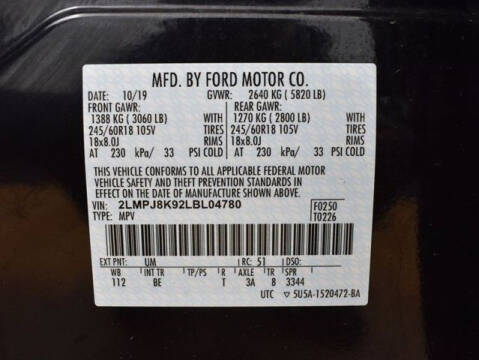 MFD. BY FORD MOTOR CO.
DATE: 10/19 GVWR: 2640 KG ( 5820 LB)
FRONT GAWR: REAR GAWR:
1388 KG ( 3060 LB) 1270 KG ( 2800 LB)
245/60R18 105V TIRES 245/60R18 105V TIRES
18x8.0J RIMS 18x8.0J RIMS
AT 230 kPa/ 33 PSI COLD AT 230 kPa/ 33 PSI COLD
THIS VEHICLE CONFORMS TO ALL APPLICABLE FEDERAL MOTOR
VEHICLE SAFETY AND THEFT PREVENTION STANDARDS IN
EFFECT ON THE DATE OF MANUFACTURE SHOWN ABOVE.
VIN: 2LMPJ8K92LBL04780 F0250
TYPE: MPV T0226
EXT PNT: UM RC: 51
WB INT TR TP/PS R AXLE TR SPR
112 BE T 3A 8 3344
UTC 5U5A-1520472-BA